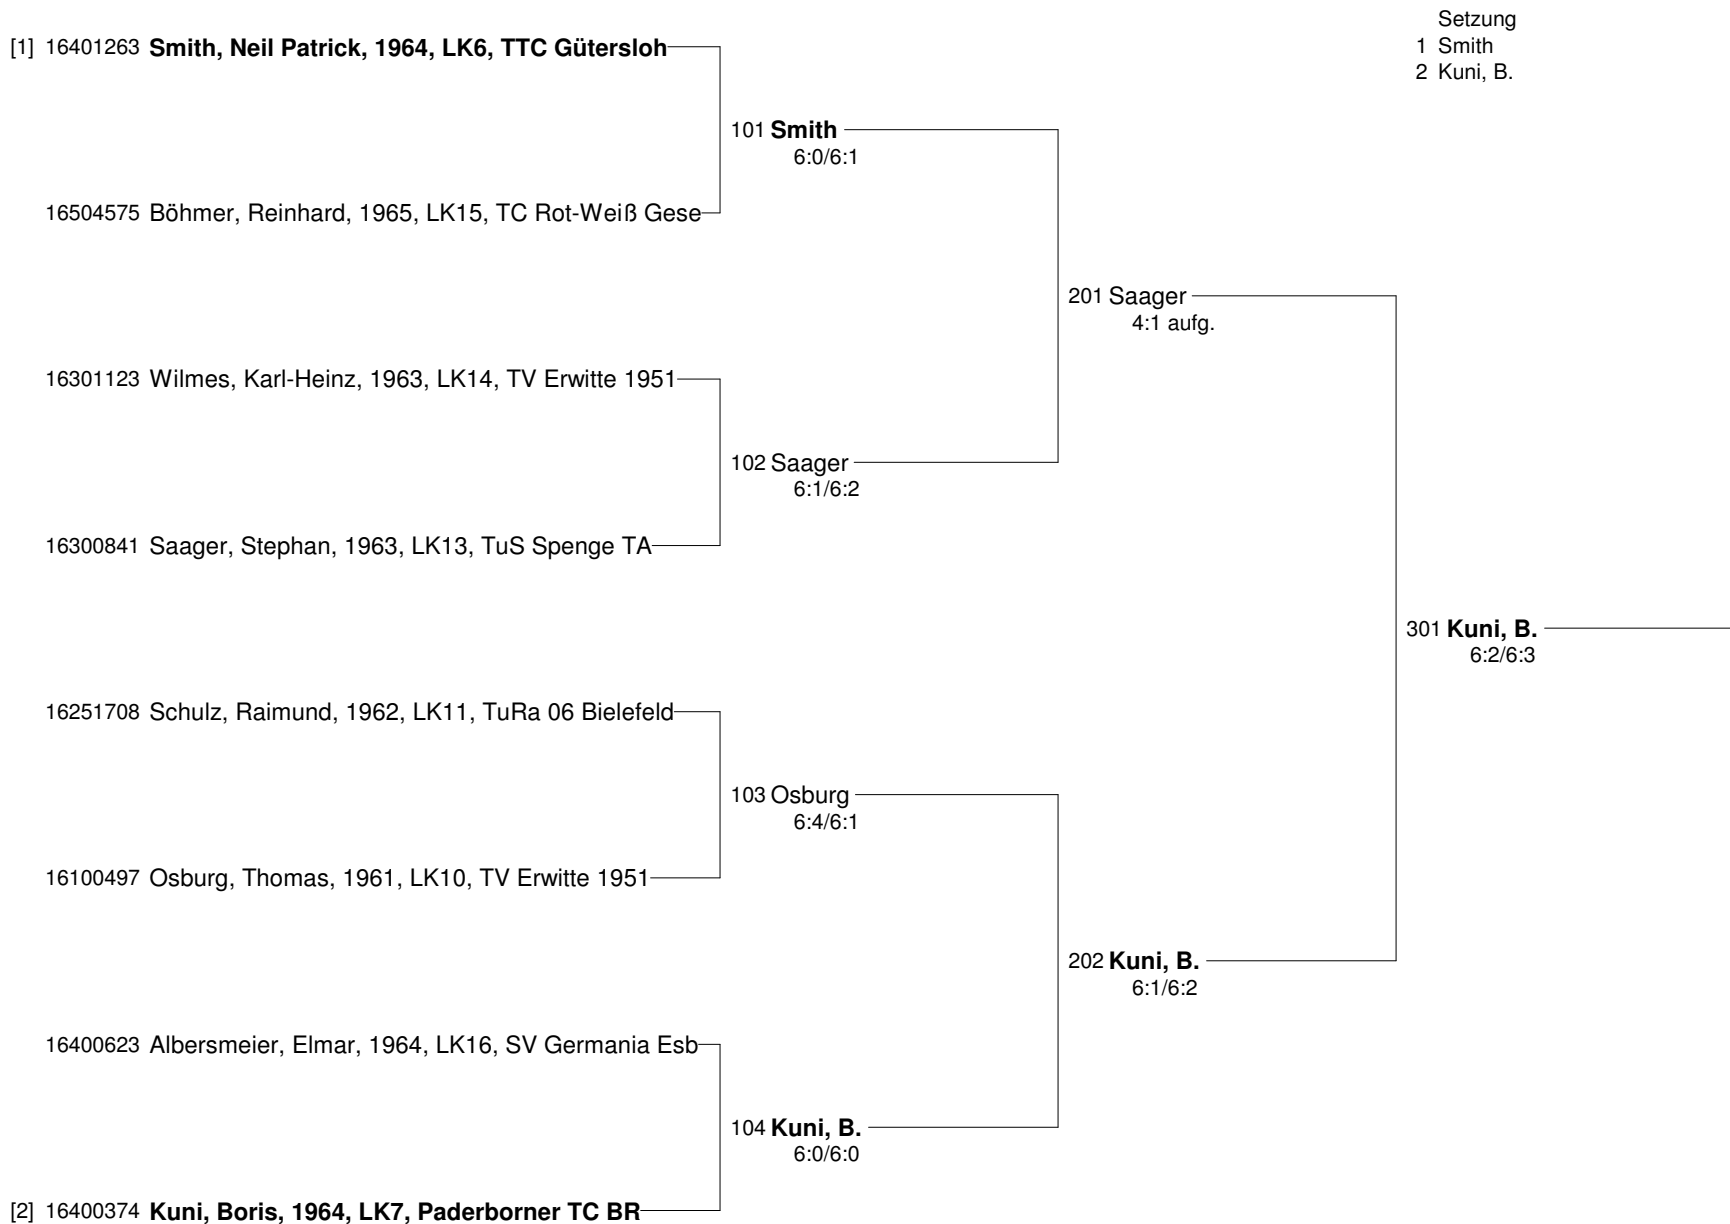 Setzung
1 Smith
2 Kuni, B.
[1] 16401263 Smith, Neil Patrick, 1964, LK6, TTC Gütersloh
101 Smith
6:0/6:1
16504575 Böhmer, Reinhard, 1965, LK15, TC Rot-Weiß Gese
201 Saager
4:1 aufg.
16301123 Wilmes, Karl-Heinz, 1963, LK14, TV Erwitte 1951
102 Saager
6:1/6:2
16300841 Saager, Stephan, 1963, LK13, TuS Spenge TA
301 Kuni, B.
6:2/6:3
16251708 Schulz, Raimund, 1962, LK11, TuRa 06 Bielefeld
103 Osburg
6:4/6:1
16100497 Osburg, Thomas, 1961, LK10, TV Erwitte 1951
202 Kuni, B.
6:1/6:2
16400623 Albersmeier, Elmar, 1964, LK16, SV Germania Esb
104 Kuni, B.
6:0/6:0
[2] 16400374 Kuni, Boris, 1964, LK7, Paderborner TC BR